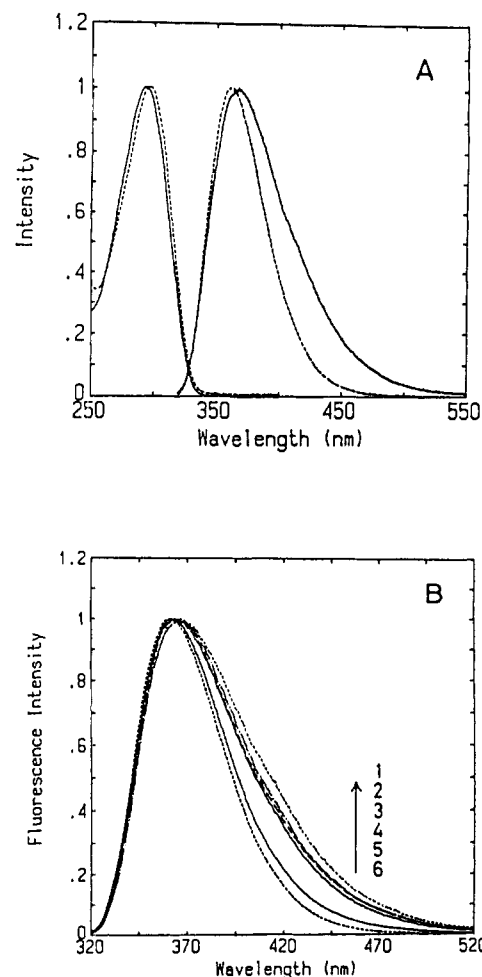 1.2
A
1
.8
.6
.4
.2
0
Intensity
250 350 450 550
Wavelength (nm)
1.2
B
1
.8
.6
.4
.2
0
Fluorescence Intensity
1
2
3
4
5
6
320 370 420 470 520
Wavelength (nm)